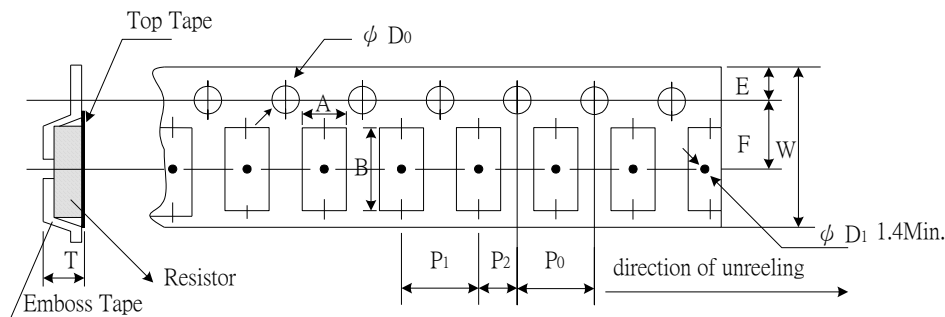 Top Tape
ψ D0
E
A
F
W
B
ψ D1 1.4Min.
T
P1
P2
P0
direction of unreeling
Resistor
Emboss Tape